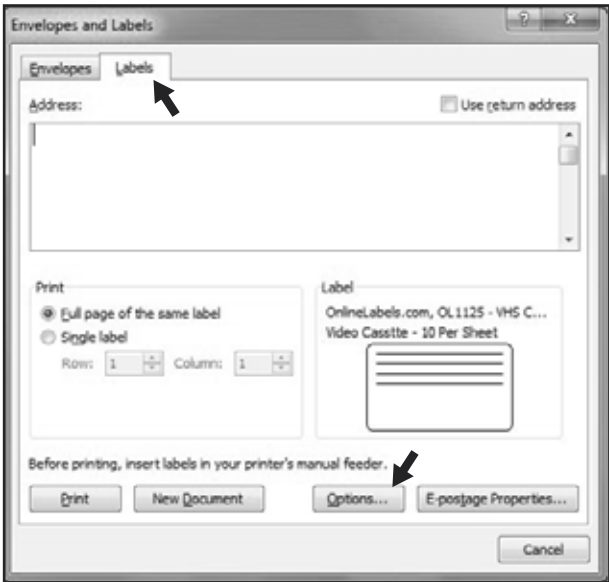 Envelopes and Labels
Envelopes Labels
Address: Use return address
Print
Full page of the same label
Single label
Row: 1 Column: 1
Label
OnlineLabels.com, OL1125 - VHS C...
Video Casstte - 10 Per Sheet
Before printing, insert labels in your printer's manual feeder.
Print New Document Options... E-postage Properties...
Cancel